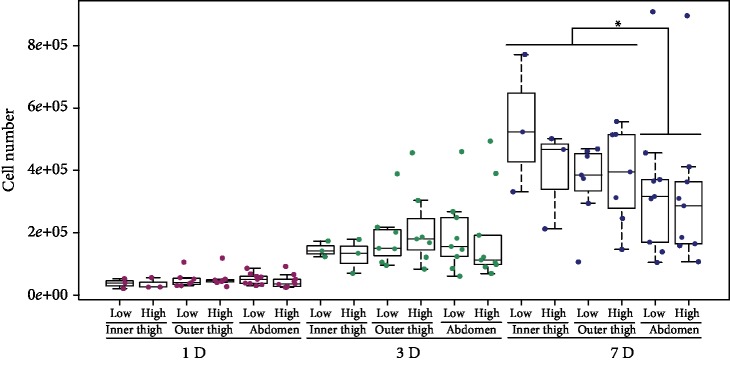 *
8e+05
6e+05
4e+05
2e+05
0e+00
Cell number
Low High Low High Low High Low High Low High Low High Low High Low High Low High
Inner thigh Outer thigh Abdomen Inner thigh Outer thigh Abdomen Inner thigh Outer thigh Abdomen
1 D 3 D 7 D